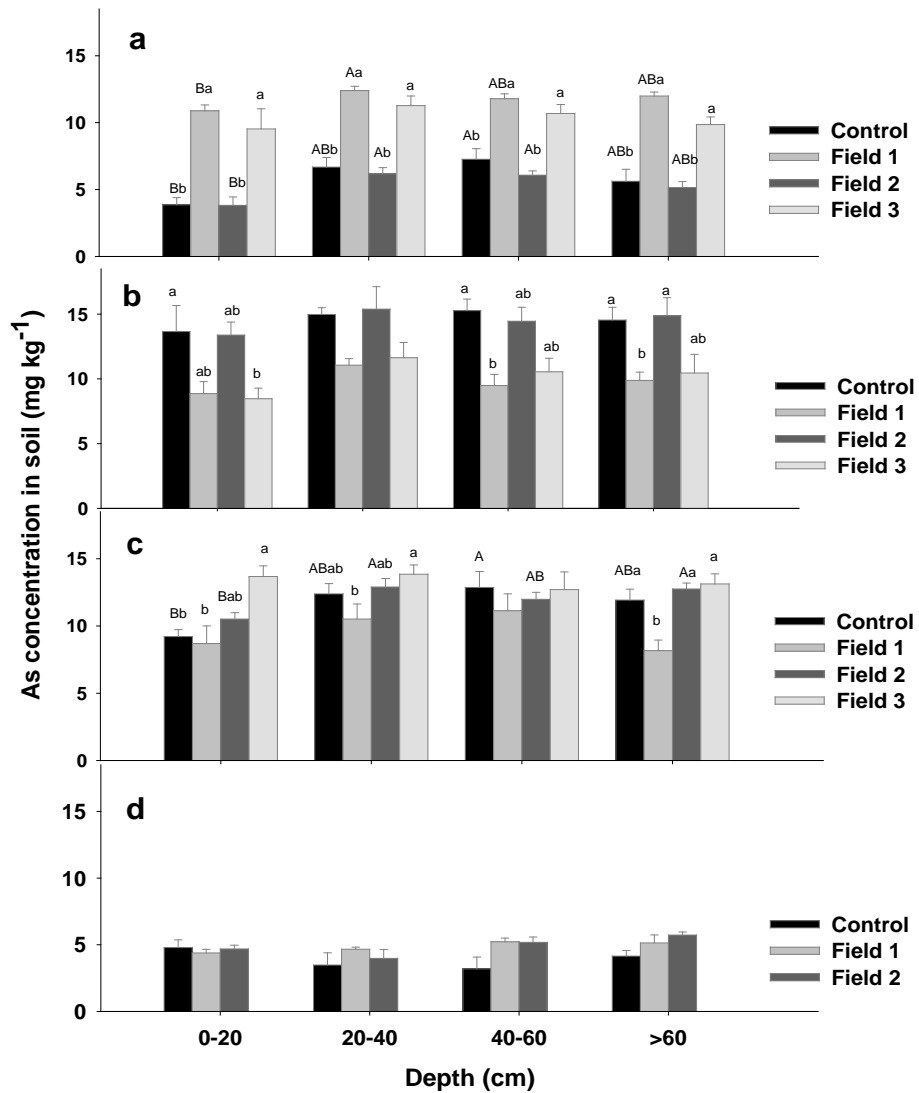 As concentration in soil (mg kg⁻¹)
a
15
10
5
0
Bb Ba Bb a
ABb Aa Ab a
Ab ABa Ab a
ABb ABa ABb a
Control
Field 1
Field 2
Field 3
b
15
10
5
0
a ab ab b
a b ab ab
a b a ab
Control
Field 1
Field 2
Field 3
c
15
10
5
0
Bb b Bab a
ABab b Aab a
A AB
ABa b Aa a
Control
Field 1
Field 2
Field 3
d
15
10
5
0
Control
Field 1
Field 2
0-20 20-40 40-60 >60
Depth (cm)